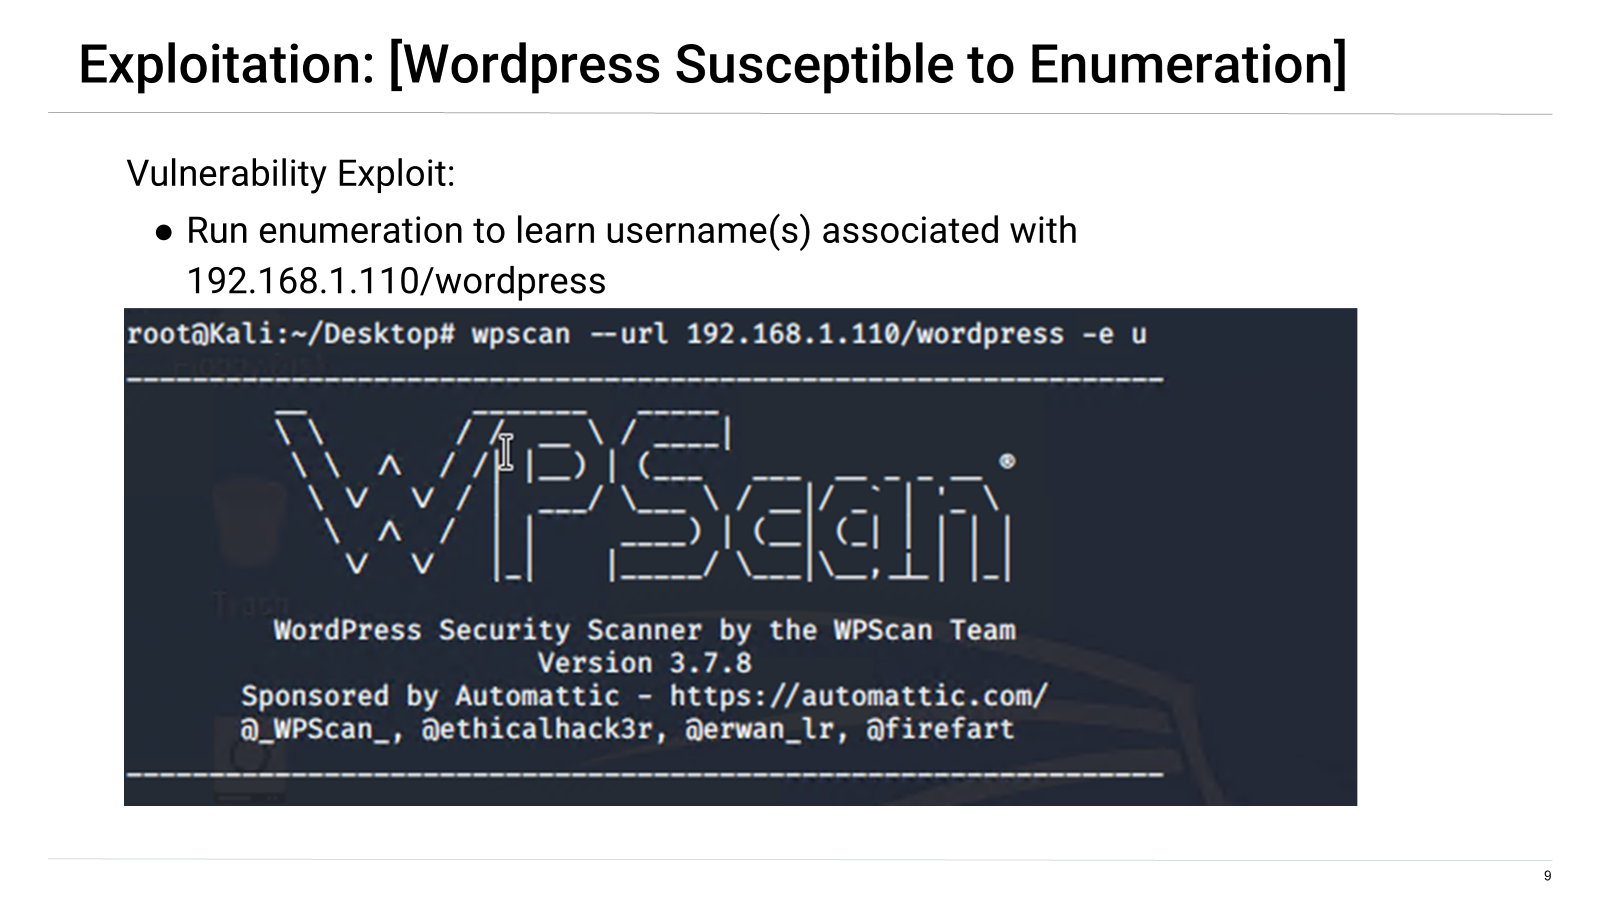 Exploitation: [Wordpress Susceptible to Enumeration]
Vulnerability Exploit:
● Run enumeration to learn username(s) associated with
192.168.1.110/wordpress
root@Kali:~/Desktop# wpscan --url 192.168.1.110/wordpress -e u
WPScan ®
WordPress Security Scanner by the WPScan Team
Version 3.7.8
Sponsored by Automattic - https://automattic.com/
@_WPScan_, @ethicalhack3r, @erwan_lr, @firefart
Trash
9